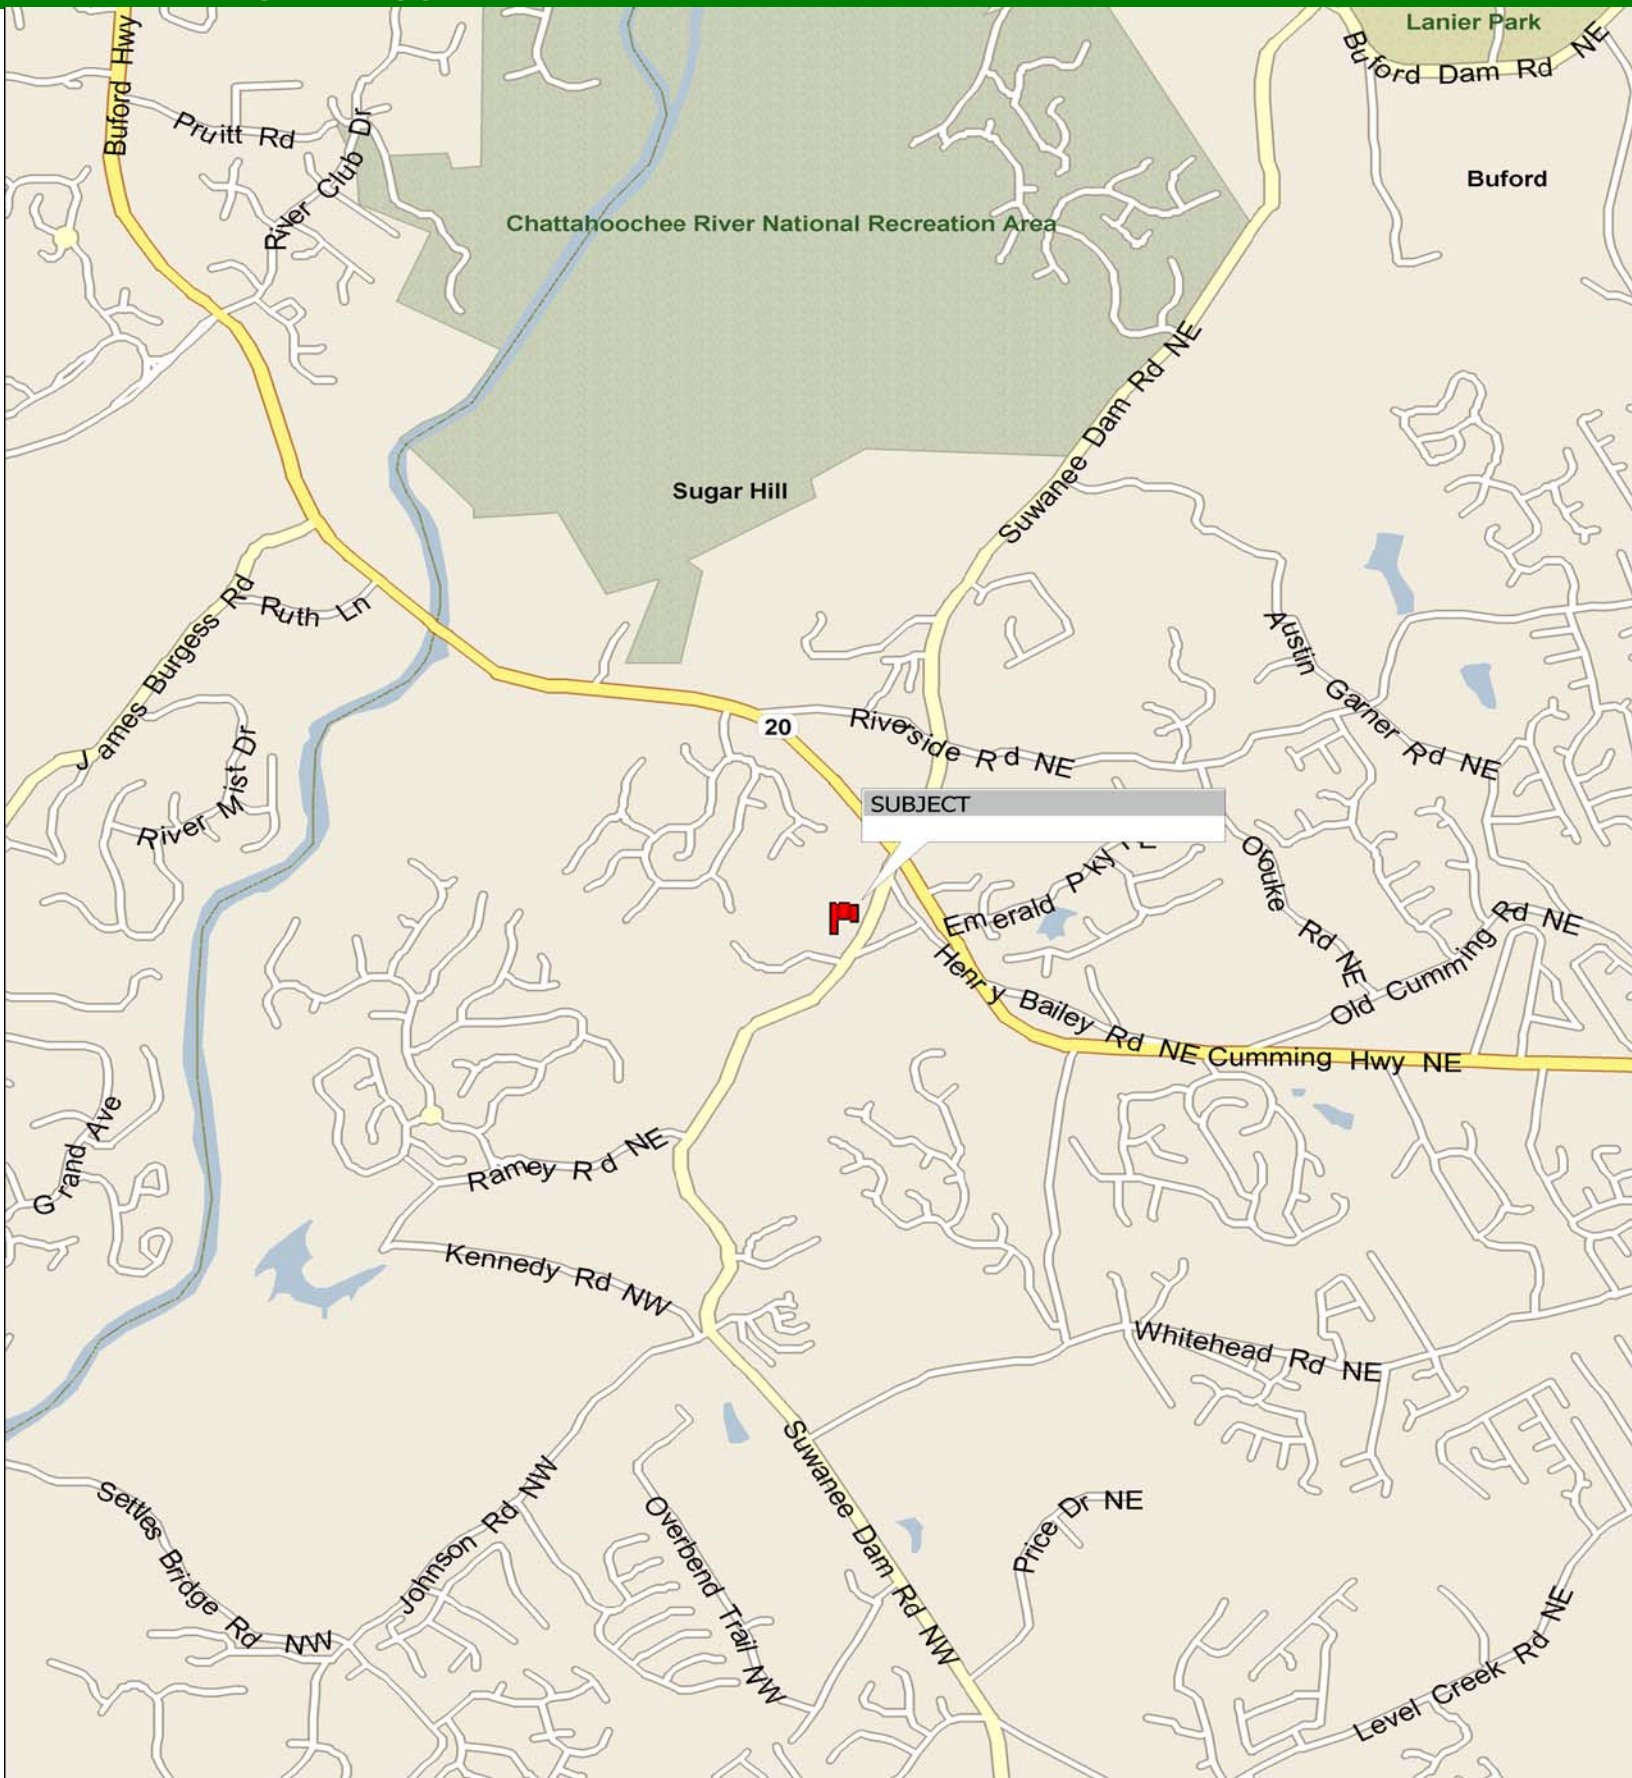 Lanier Park
Buford Hwy
Buford Dam Rd NE
Pruitt Rd
River Club Dr
Buford
Chattahoochee River National Recreation Area
Suwanee Dam Rd NE
Sugar Hill
James Burgess Rd
Ruth Ln
Austin Garner Rd NE
River Mist Dr
20
Riverside Rd NE
SUBJECT
Emerald Pky
Orouke Rd NE
Old Cumming Rd NE
Henry Bailey Rd NE
Cumming Hwy NE
Grand Ave
Ramey Rd NE
Kennedy Rd NW
Whitehead Rd NE
Suwanee Dam Rd NW
Settles Bridge Rd NW
Johnson Rd NW
Overbend Trail NW
Price Dr NE
Level Creek Rd NE